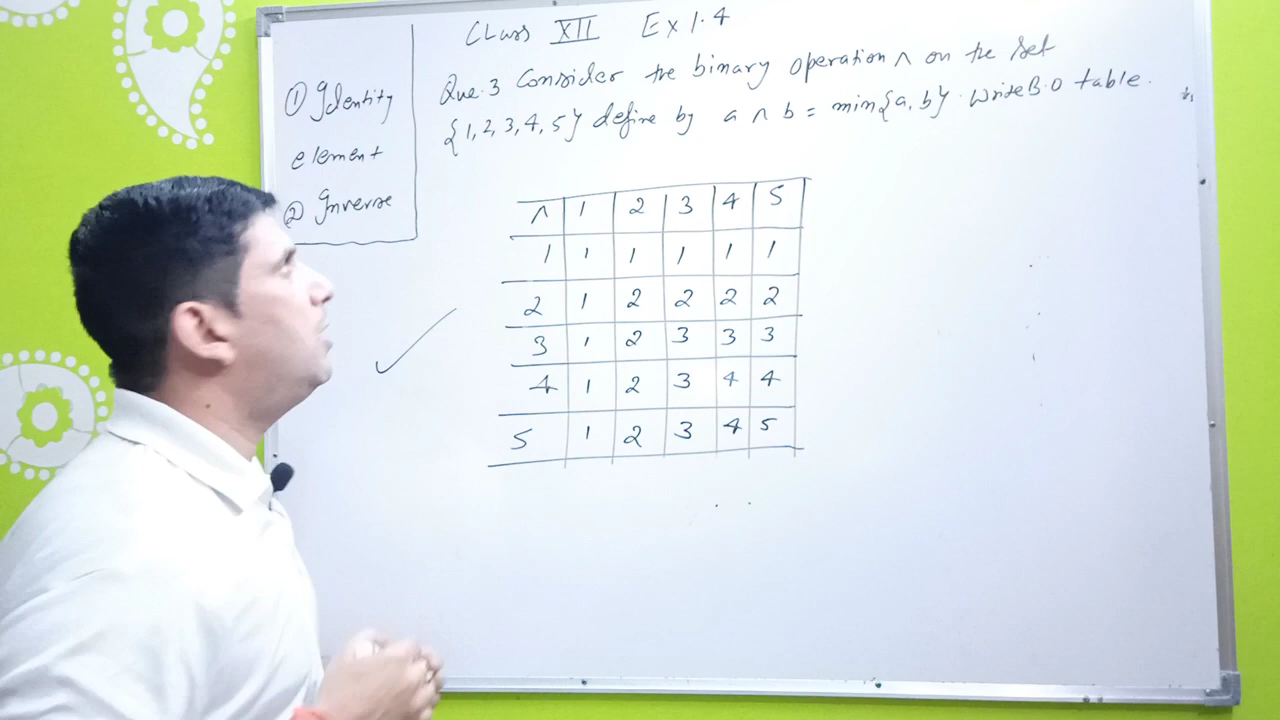 Class XII Ex 1.4
① Identity
element
② Inverse
Que. 3 Consider the binary operation ∧ on the set
{1, 2, 3, 4, 5} define by a ∧ b = min{a, b}. Write B.O table.
∧ 1 2 3 4 5
1 1 1 1 1 1
2 1 2 2 2 2
3 1 2 3 3 3
4 1 2 3 4 4
5 1 2 3 4 5